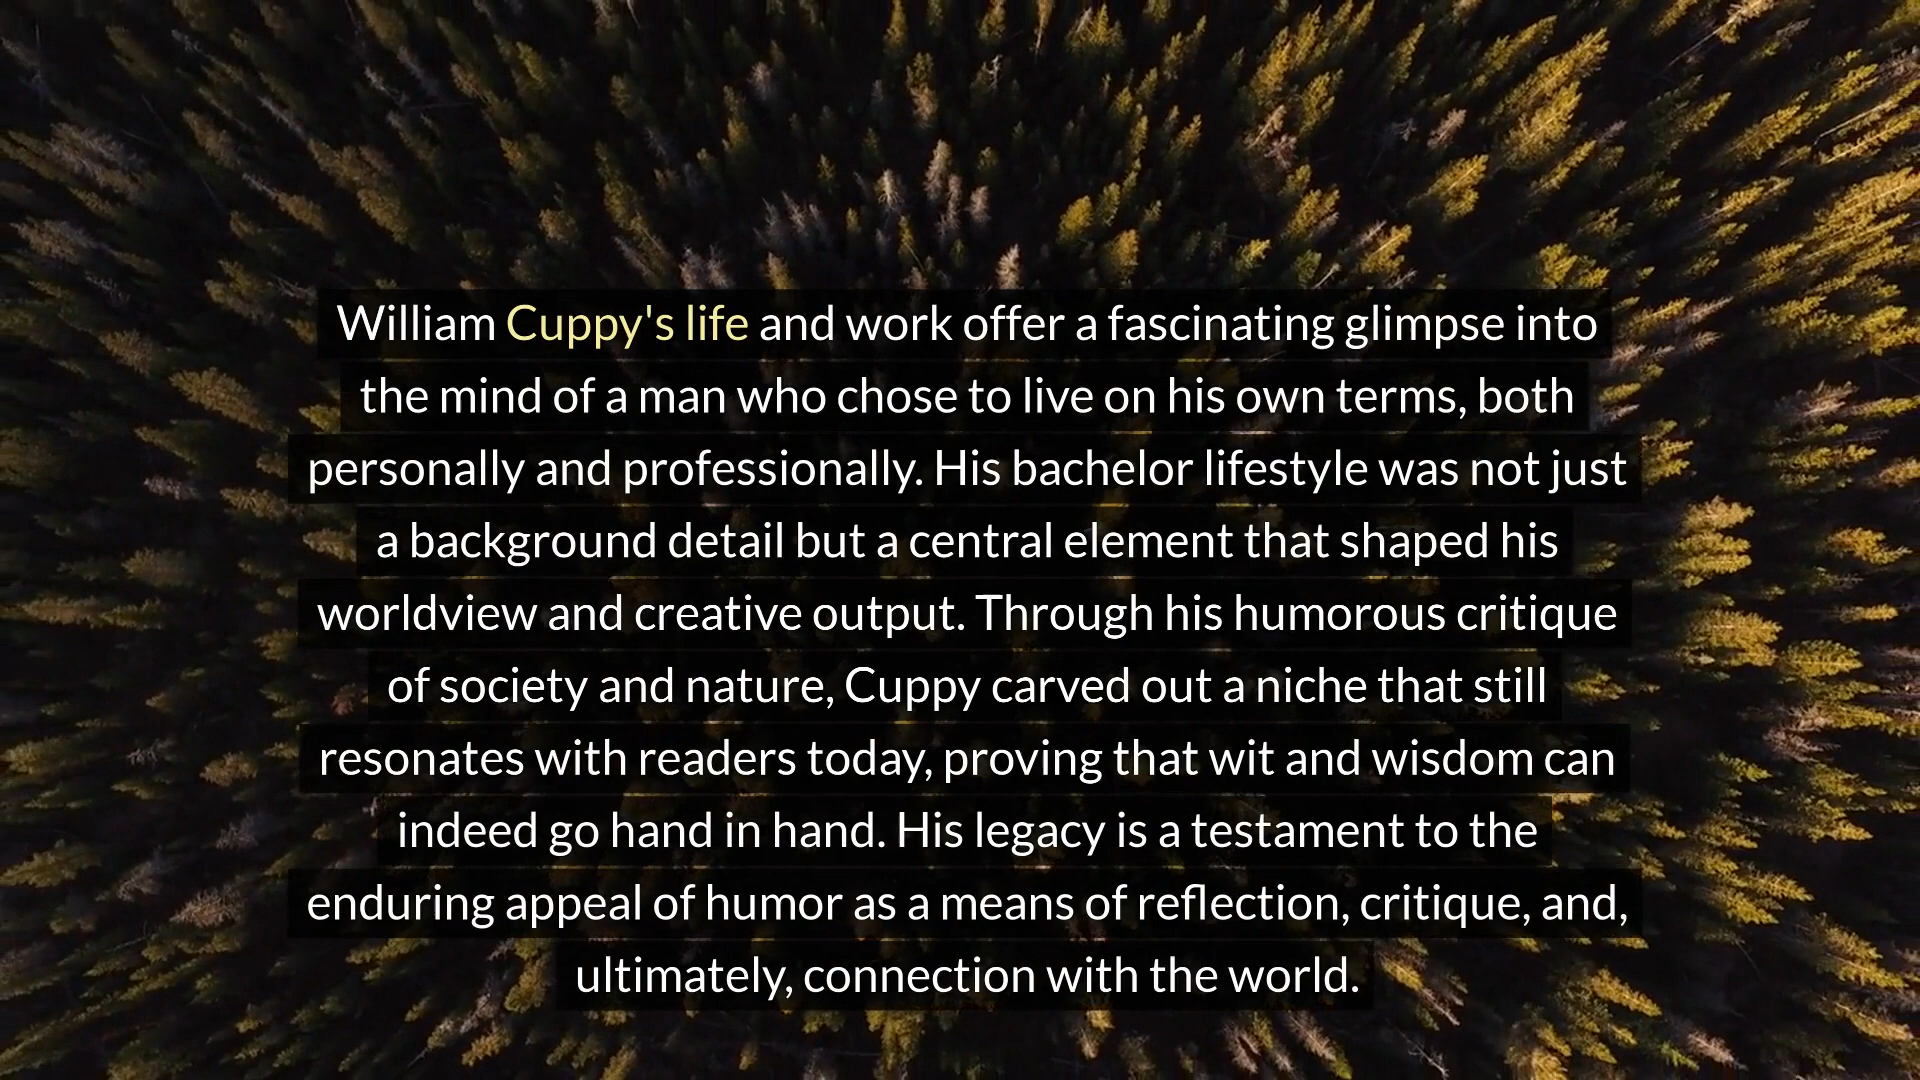 William Cuppy's life and work offer a fascinating glimpse into
the mind of a man who chose to live on his own terms, both
personally and professionally. His bachelor lifestyle was not just
a background detail but a central element that shaped his
worldview and creative output. Through his humorous critique
of society and nature, Cuppy carved out a niche that still
resonates with readers today, proving that wit and wisdom can
indeed go hand in hand. His legacy is a testament to the
enduring appeal of humor as a means of reflection, critique, and,
ultimately, connection with the world.